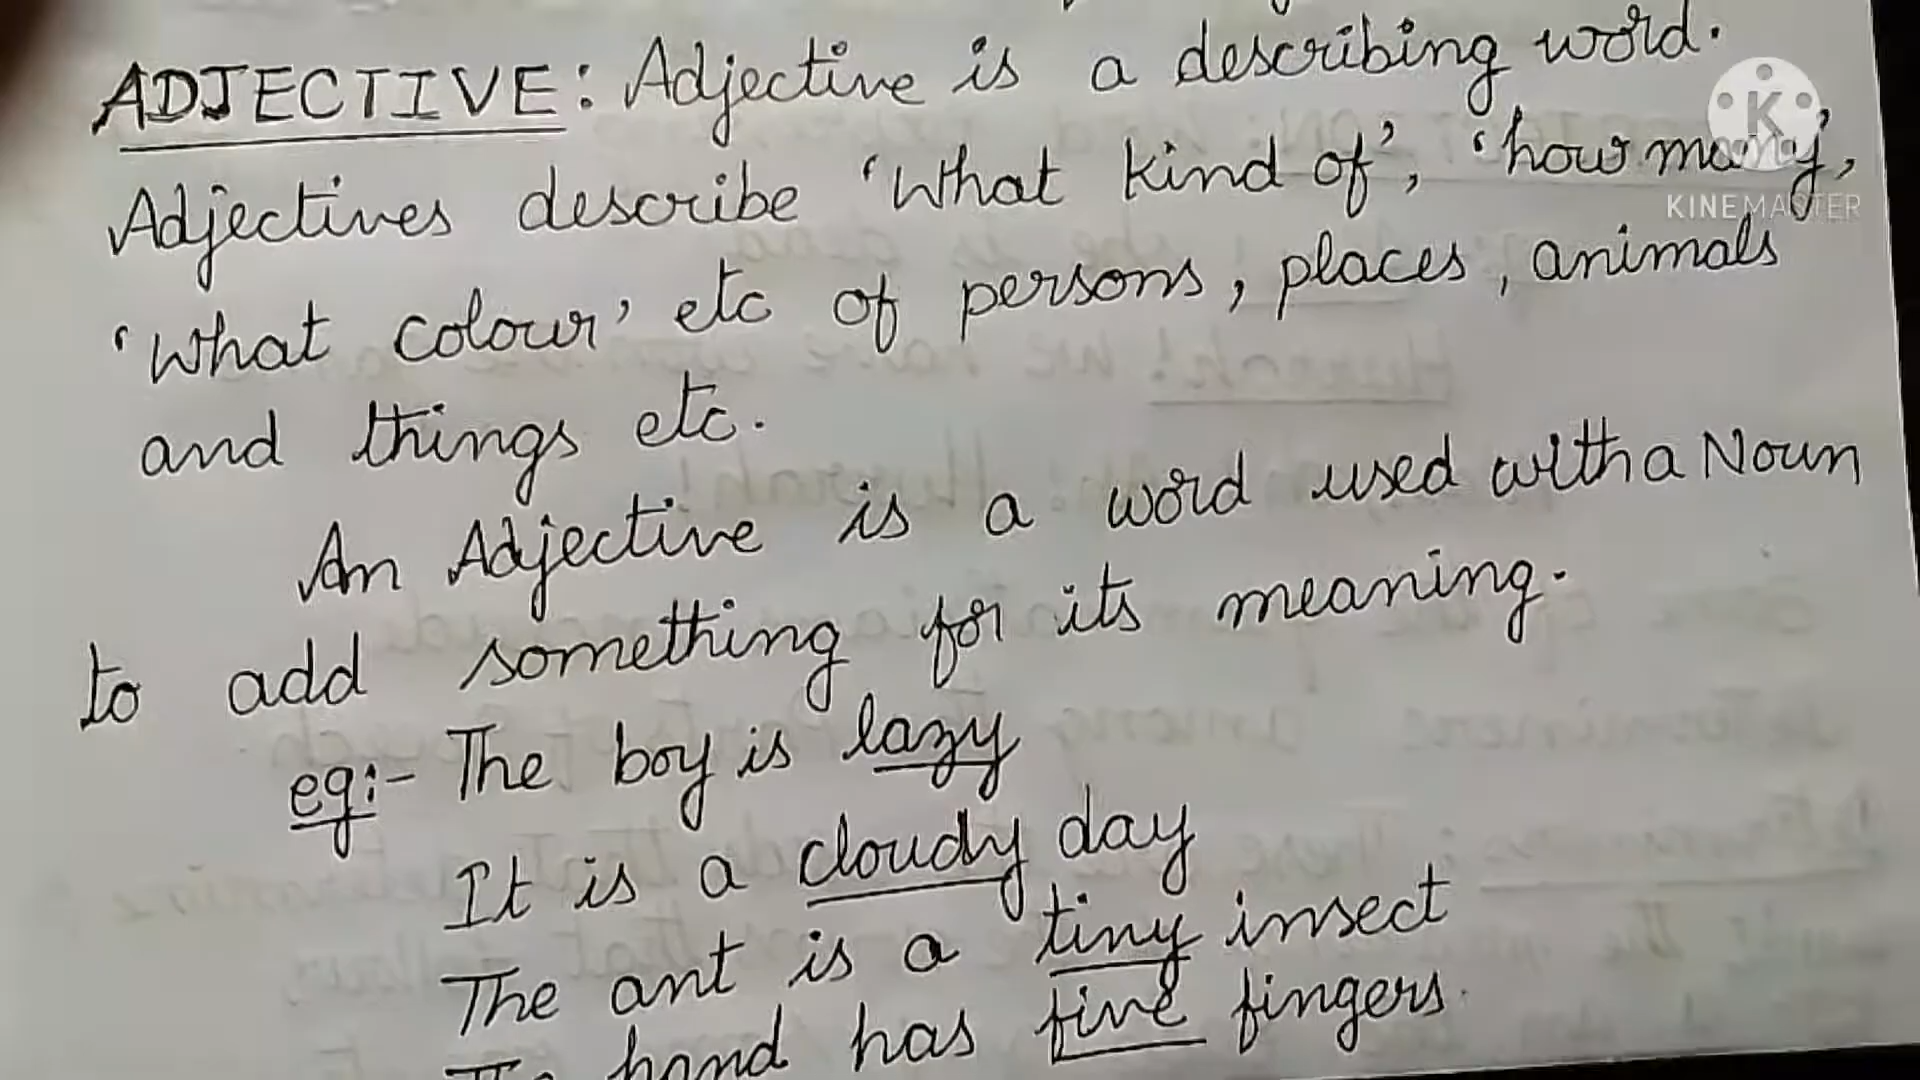 ADJECTIVE: Adjective is a describing word.
Adjectives describe 'What kind of', 'how many',
'What colour' etc of persons, places, animals
and things etc.
An Adjective is a word used with a Noun
to add something for its meaning.
eg:- The boy is lazy
It is a cloudy day
The ant is a tiny insect
The hand has five fingers.
K
KINEMASTER